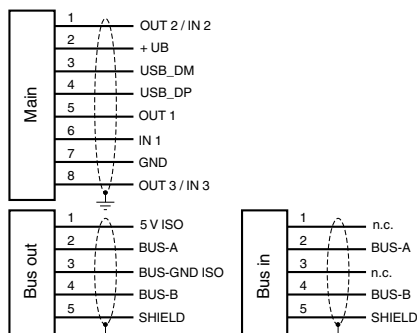 Main
1 OUT 2 / IN 2
2 + UB
3 USB_DM
4 USB_DP
5 OUT 1
6 IN 1
7 GND
8 OUT 3 / IN 3
Bus out
1 5 V ISO
2 BUS-A
3 BUS-GND ISO
4 BUS-B
5 SHIELD
Bus in
1 n.c.
2 BUS-A
3 n.c.
4 BUS-B
5 SHIELD